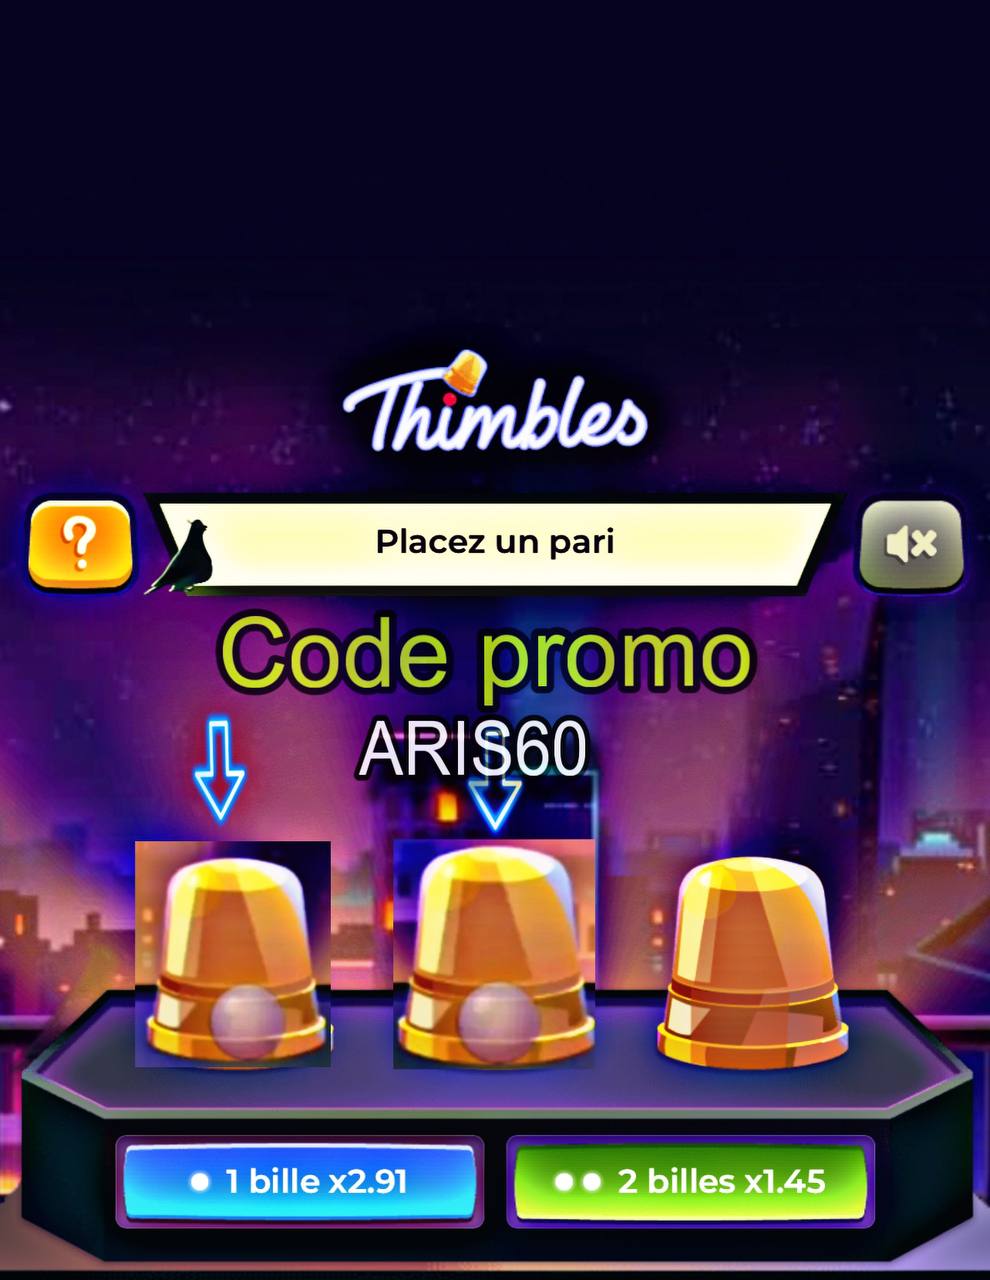 Thimbles
?
Placez un pari
Code promo
ARIS60
1 bille x2.91
2 billes x1.45